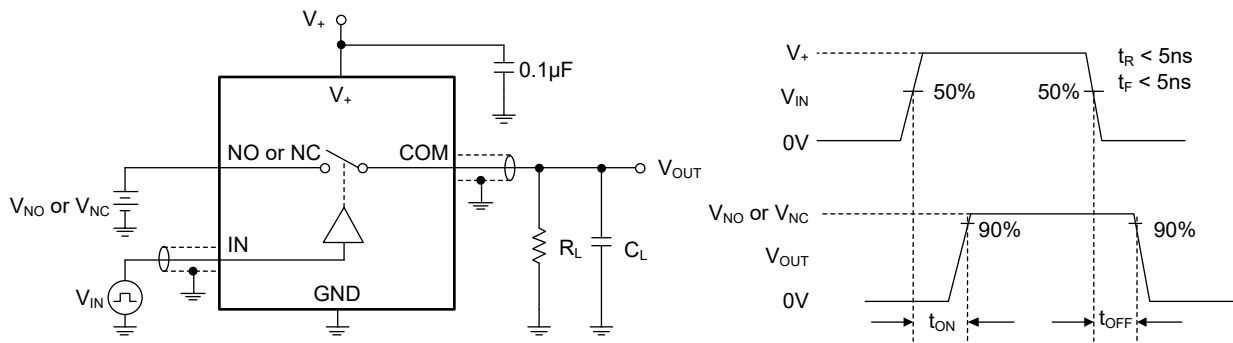 V+
0.1µF
V+
NO or NC
COM
VOUT
VNO or VNC
IN
RL
CL
VIN
GND
V+
tR < 5ns
tF < 5ns
VIN
50%
50%
0V
VNO or VNC
90%
90%
VOUT
0V
tON
tOFF